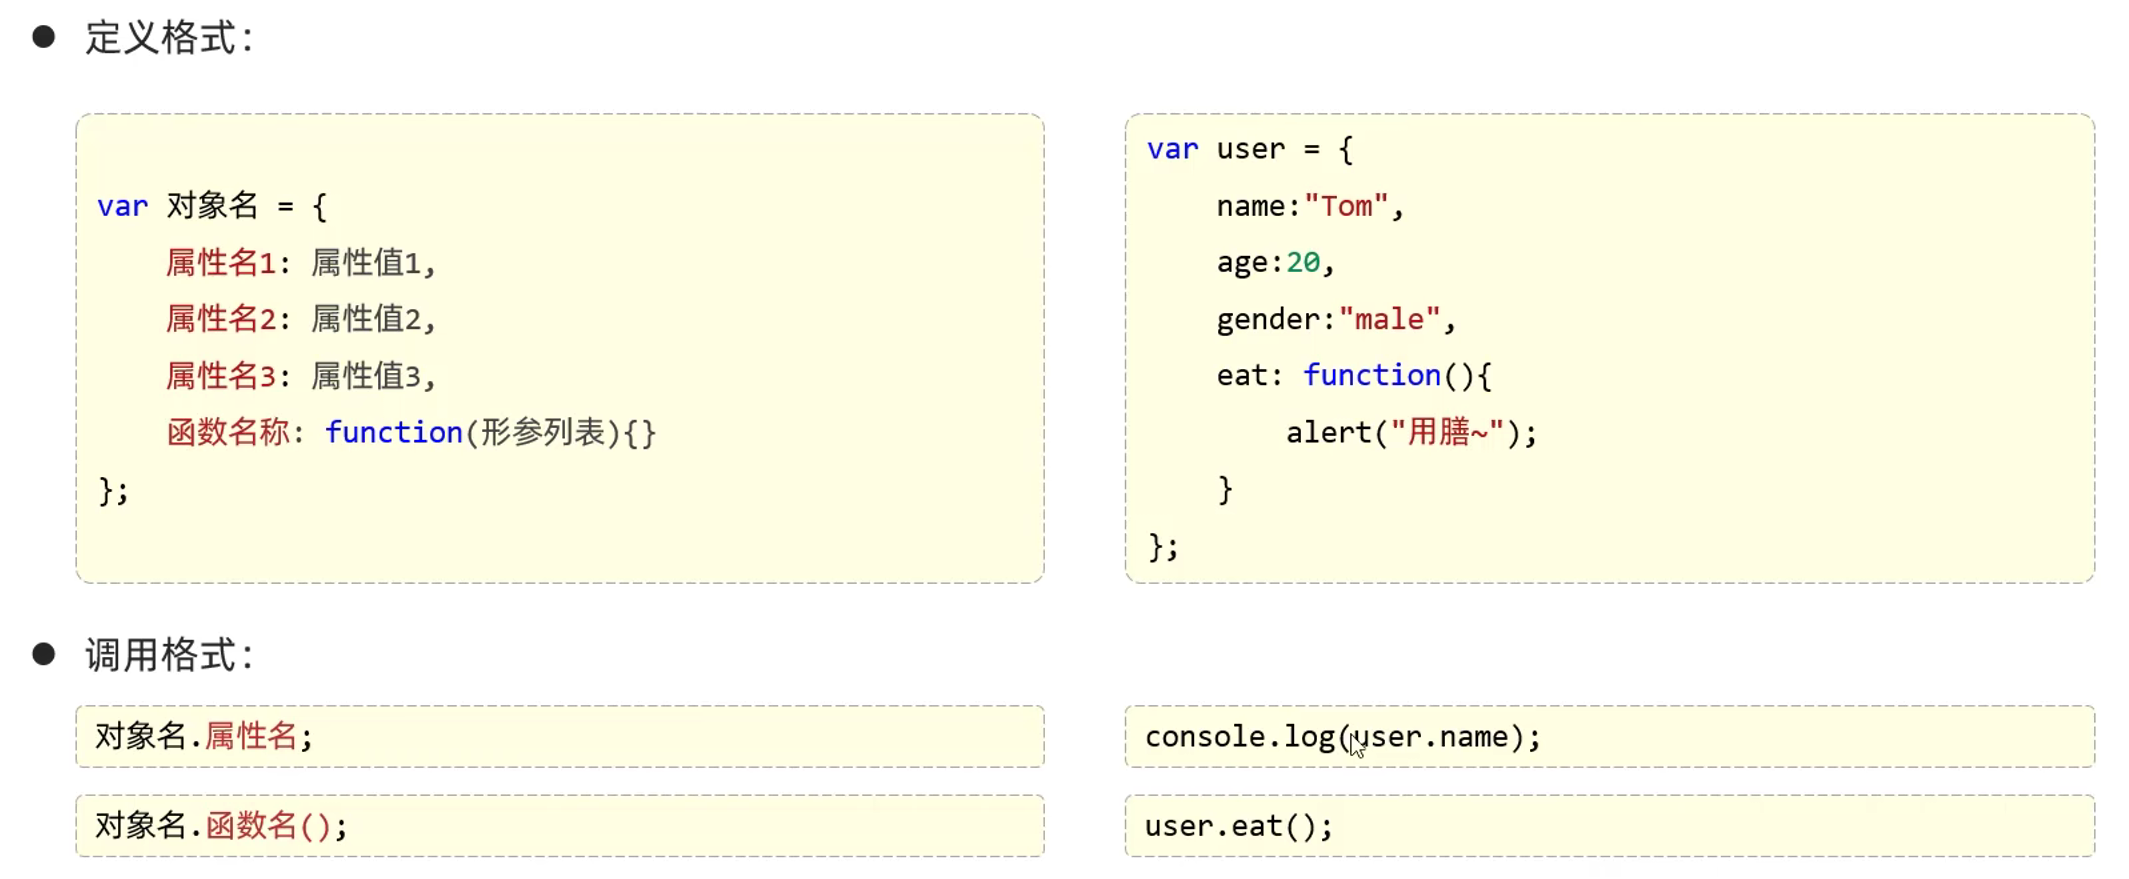 ● 定义格式：
var 对象名 = {
    属性名1: 属性值1,
    属性名2: 属性值2,
    属性名3: 属性值3,
    函数名称: function(形参列表){}
};
var user = {
    name:"Tom",
    age:20,
    gender:"male",
    eat: function(){
        alert("用膳~");
    }
};
● 调用格式：
对象名.属性名;
console.log(user.name);
对象名.函数名();
user.eat();